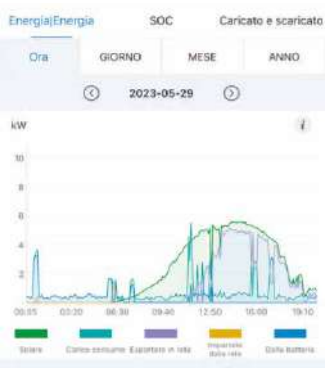 Energia|Energia SOC Caricato e scaricato
Ora GIORNO MESE ANNO
2023-05-29
kW i
10
8
6
4
2
00:05 03:20 06:30 09:40 12:50 16:00 19:10
Solare Carico consumo Esportare in rete Importato dalla rete Dalla batteria